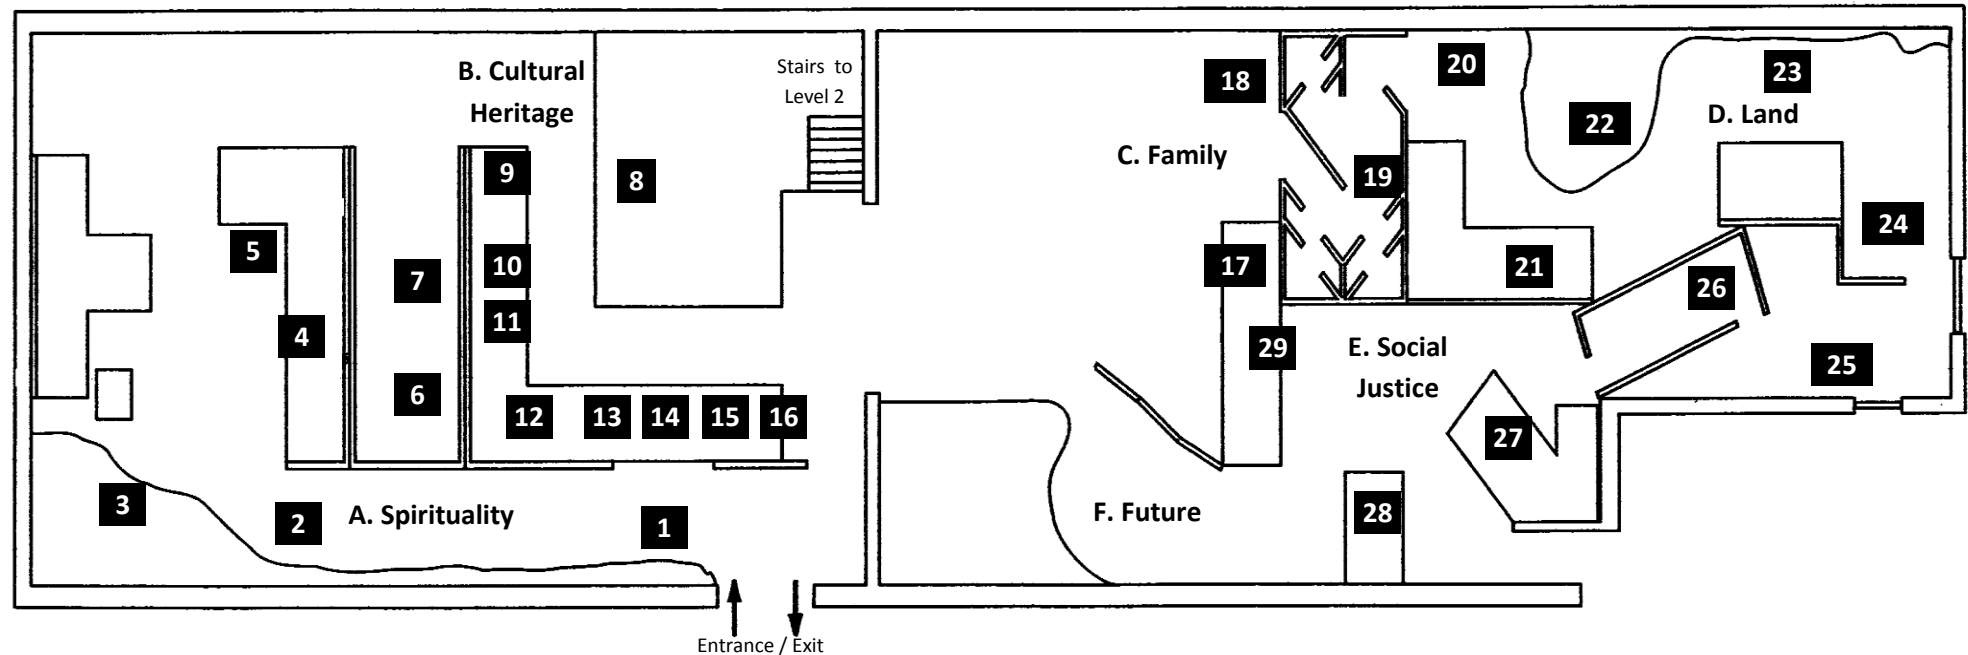 B. Cultural
Heritage
Stairs to
Level 2
18
20
23
C. Family
22
D. Land
9
8
19
5
10
7
17
21
24
26
4
11
29
E. Social
Justice
25
6
12
13
14
15
16
27
3
2
A. Spirituality
1
F. Future
28
Entrance / Exit